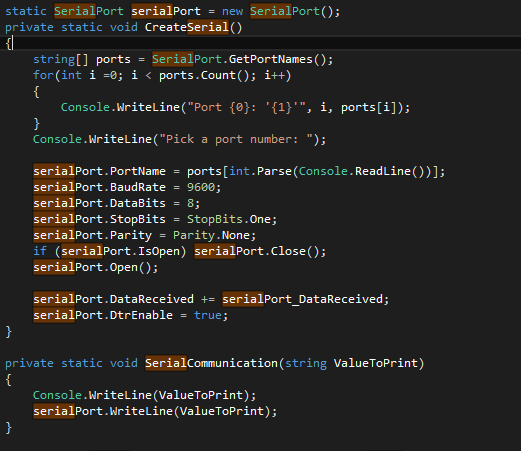 static SerialPort serialPort = new SerialPort();
private static void CreateSerial()
{
    string[] ports = SerialPort.GetPortNames();
    for(int i =0; i < ports.Count(); i++)
    {
        Console.WriteLine("Port {0}: '{1}'", i, ports[i]);
    }
    Console.WriteLine("Pick a port number: ");

    serialPort.PortName = ports[int.Parse(Console.ReadLine())];
    serialPort.BaudRate = 9600;
    serialPort.DataBits = 8;
    serialPort.StopBits = StopBits.One;
    serialPort.Parity = Parity.None;
    if (serialPort.IsOpen) serialPort.Close();
    serialPort.Open();

    serialPort.DataReceived += serialPort_DataReceived;
    serialPort.DtrEnable = true;
}

private static void SerialCommunication(string ValueToPrint)
{
    Console.WriteLine(ValueToPrint);
    serialPort.WriteLine(ValueToPrint);
}